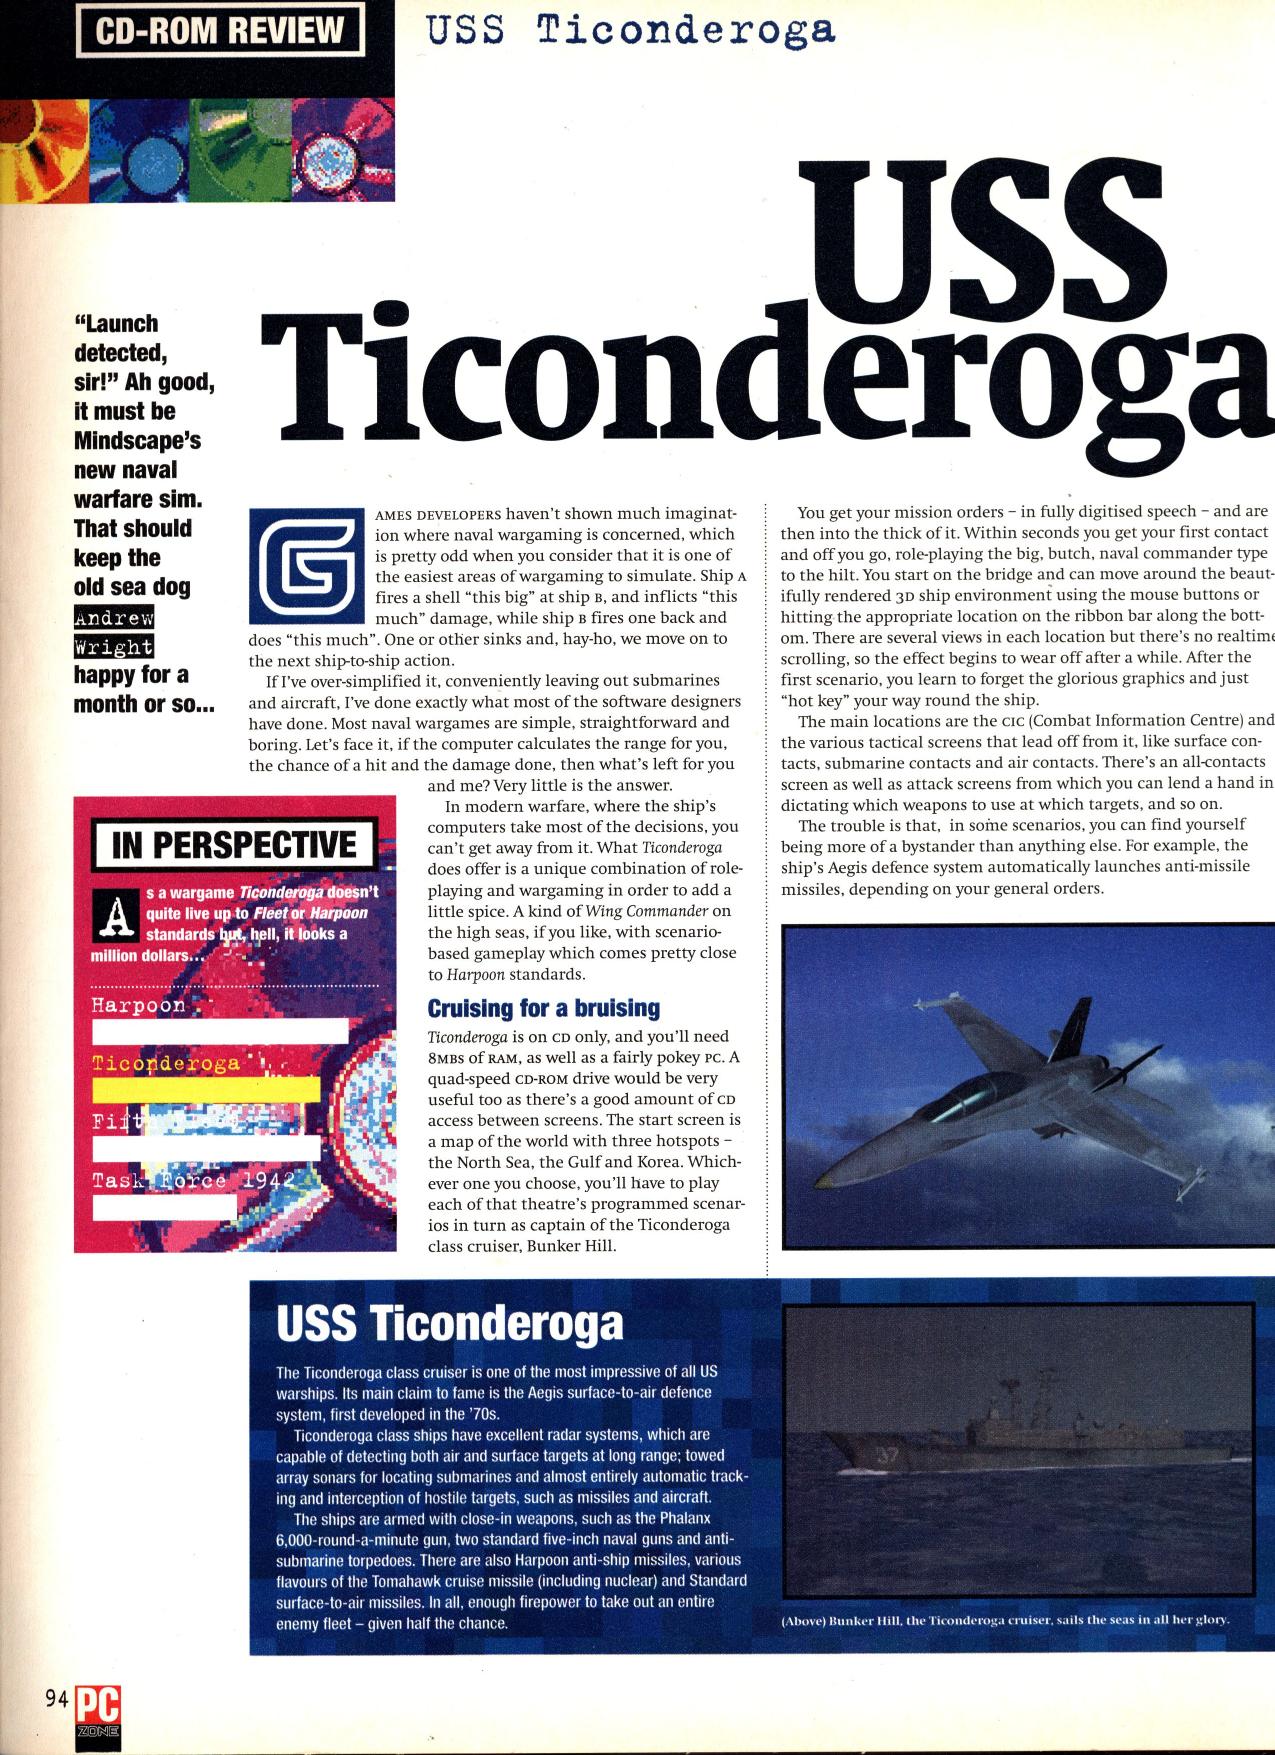 CD-ROM REVIEW
USS Ticonderoga
USS
Ticonderoga
“Launch
detected,
sir!” Ah good,
it must be
Mindscape’s
new naval
warfare sim.
That should
keep the
old sea dog
Andrew
Wright
happy for a
month or so...
GAMES DEVELOPERS haven’t shown much imaginat-
ion where naval wargaming is concerned, which
is pretty odd when you consider that it is one of
the easiest areas of wargaming to simulate. Ship A
fires a shell “this big” at ship B, and inflicts “this
much” damage, while ship B fires one back and
does “this much”. One or other sinks and, hay-ho, we move on to
the next ship-to-ship action.
If I’ve over-simplified it, conveniently leaving out submarines
and aircraft, I’ve done exactly what most of the software designers
have done. Most naval wargames are simple, straightforward and
boring. Let’s face it, if the computer calculates the range for you,
the chance of a hit and the damage done, then what’s left for you
and me? Very little is the answer.
In modern warfare, where the ship’s
computers take most of the decisions, you
can’t get away from it. What Ticonderoga
does offer is a unique combination of role-
playing and wargaming in order to add a
little spice. A kind of Wing Commander on
the high seas, if you like, with scenario-
based gameplay which comes pretty close
to Harpoon standards.
Cruising for a bruising
Ticonderoga is on CD only, and you’ll need
8MBS of RAM, as well as a fairly pokey PC. A
quad-speed CD-ROM drive would be very
useful too as there’s a good amount of CD
access between screens. The start screen is
a map of the world with three hotspots –
the North Sea, the Gulf and Korea. Which-
ever one you choose, you’ll have to play
each of that theatre’s programmed scenar-
ios in turn as captain of the Ticonderoga
class cruiser, Bunker Hill.
You get your mission orders – in fully digitised speech – and are
then into the thick of it. Within seconds you get your first contact
and off you go, role-playing the big, butch, naval commander type
to the hilt. You start on the bridge and can move around the beaut-
ifully rendered 3D ship environment using the mouse buttons or
hitting the appropriate location on the ribbon bar along the bott-
om. There are several views in each location but there’s no realtime
scrolling, so the effect begins to wear off after a while. After the
first scenario, you learn to forget the glorious graphics and just
“hot key” your way round the ship.
The main locations are the CIC (Combat Information Centre) and
the various tactical screens that lead off from it, like surface con-
tacts, submarine contacts and air contacts. There’s an all-contacts
screen as well as attack screens from which you can lend a hand in
dictating which weapons to use at which targets, and so on.
The trouble is that, in some scenarios, you can find yourself
being more of a bystander than anything else. For example, the
ship’s Aegis defence system automatically launches anti-missile
missiles, depending on your general orders.
IN PERSPECTIVE
As a wargame Ticonderoga doesn’t
quite live up to Fleet or Harpoon
standards but, hell, it looks a
million dollars...
Harpoon
Ticonderoga
Task Force 1942
USS Ticonderoga
The Ticonderoga class cruiser is one of the most impressive of all US
warships. Its main claim to fame is the Aegis surface-to-air defence
system, first developed in the ’70s.
Ticonderoga class ships have excellent radar systems, which are
capable of detecting both air and surface targets at long range; towed
array sonars for locating submarines and almost entirely automatic track-
ing and interception of hostile targets, such as missiles and aircraft.
The ships are armed with close-in weapons, such as the Phalanx
6,000-round-a-minute gun, two standard five-inch naval guns and anti-
submarine torpedoes. There are also Harpoon anti-ship missiles, various
flavours of the Tomahawk cruise missile (including nuclear) and Standard
surface-to-air missiles. In all, enough firepower to take out an entire
enemy fleet – given half the chance.
37
(Above) Bunker Hill, the Ticonderoga cruiser, sails the seas in all her glory.
94 PC
ZONE